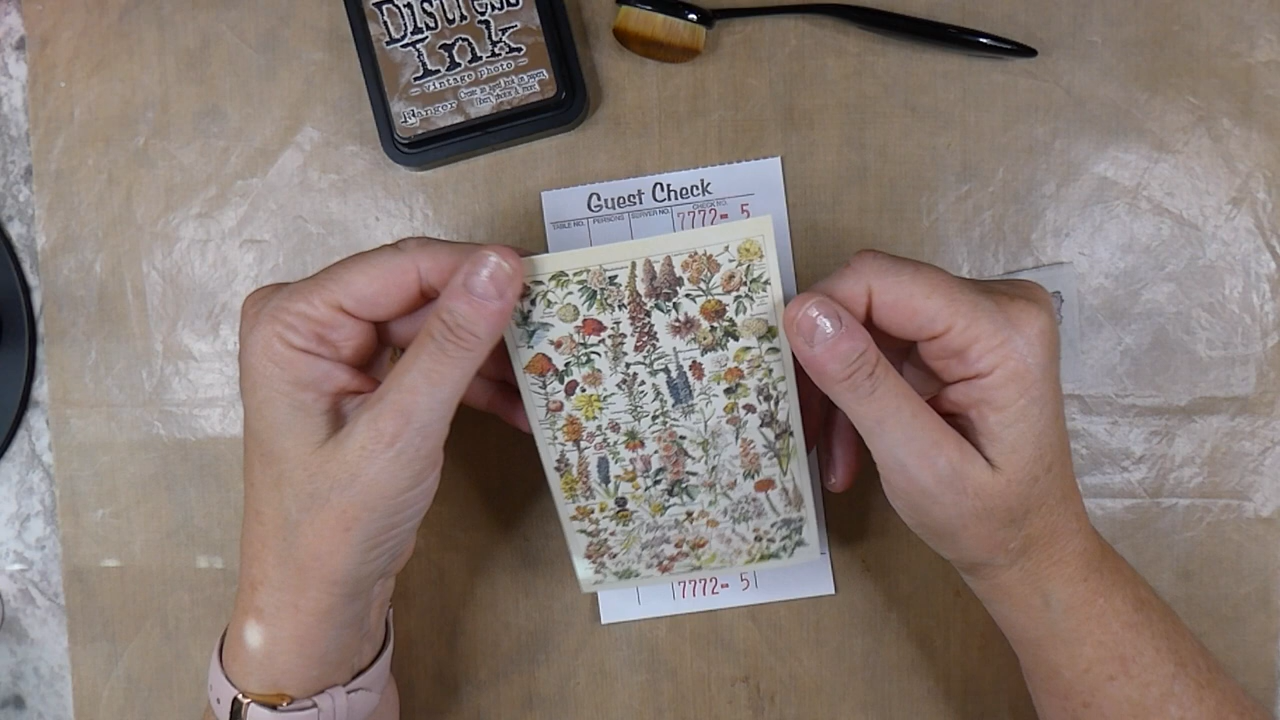 Distress
Ink
- vintage photo -
Ranger
Guest Check
TABLE NO. PERSONS SERVER NO. CHECK NO.
7772- 5
7772- 5